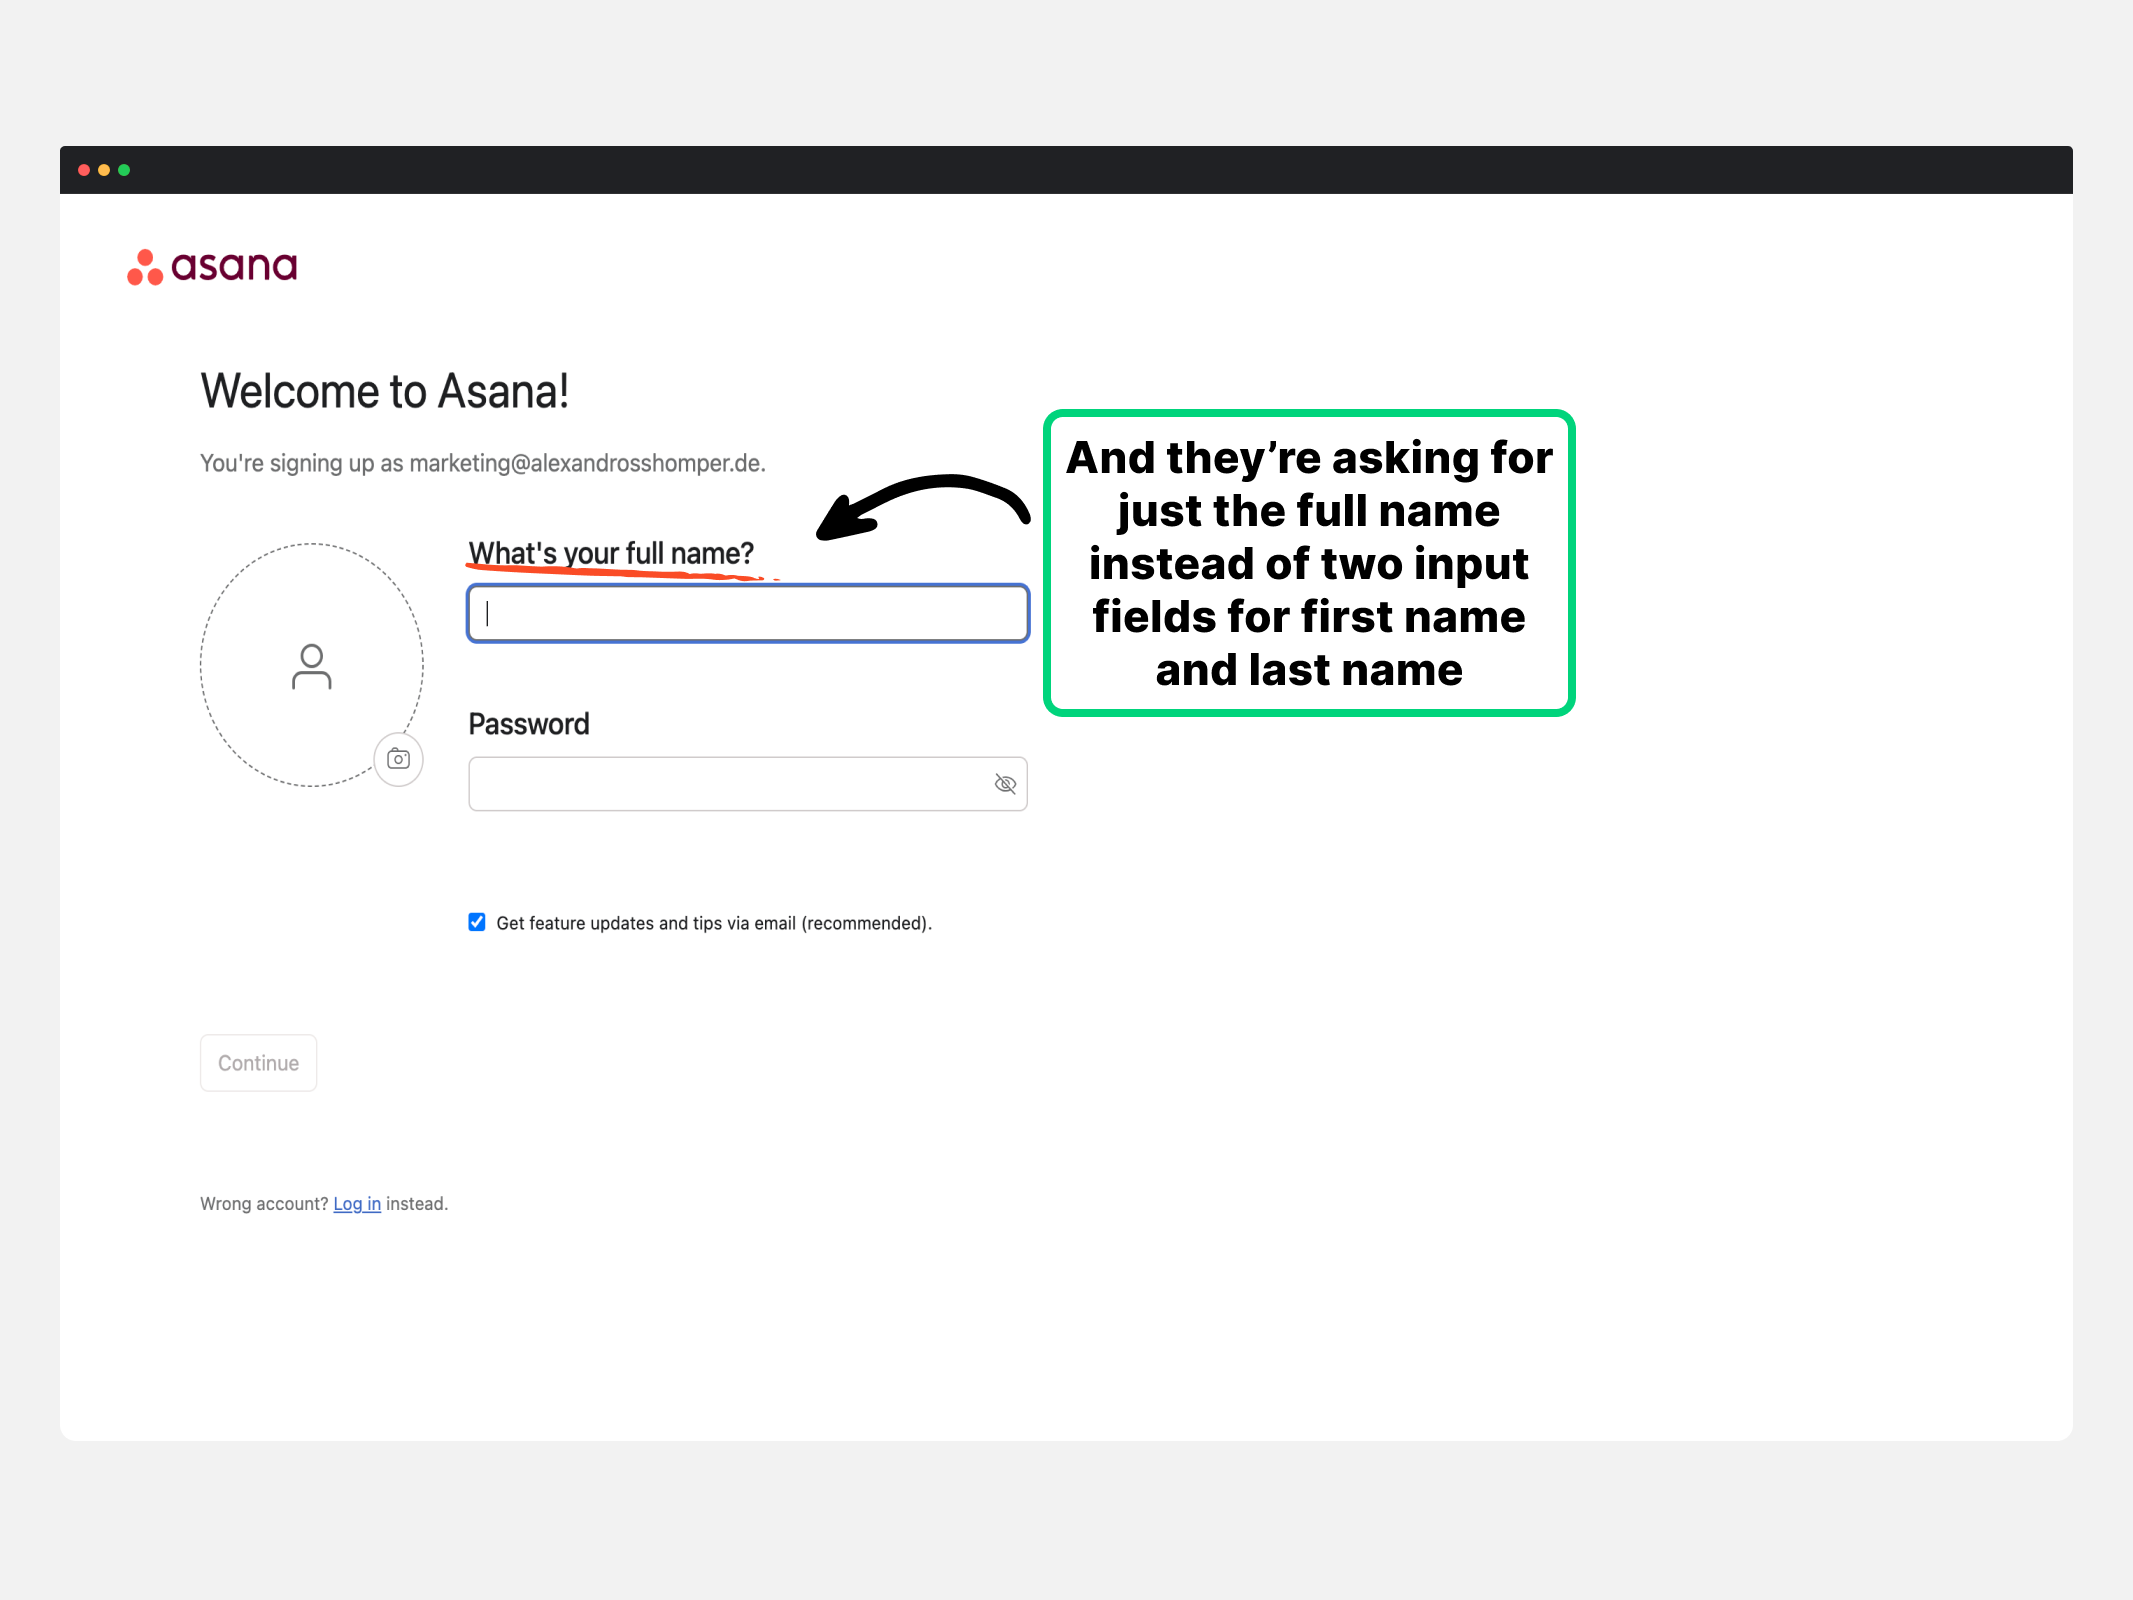 asana
Welcome to Asana!
You're signing up as marketing@alexandrosshomper.de.
What's your full name?
And they’re asking for
just the full name
instead of two input
fields for first name
and last name
Password
Get feature updates and tips via email (recommended).
Continue
Wrong account? Log in instead.